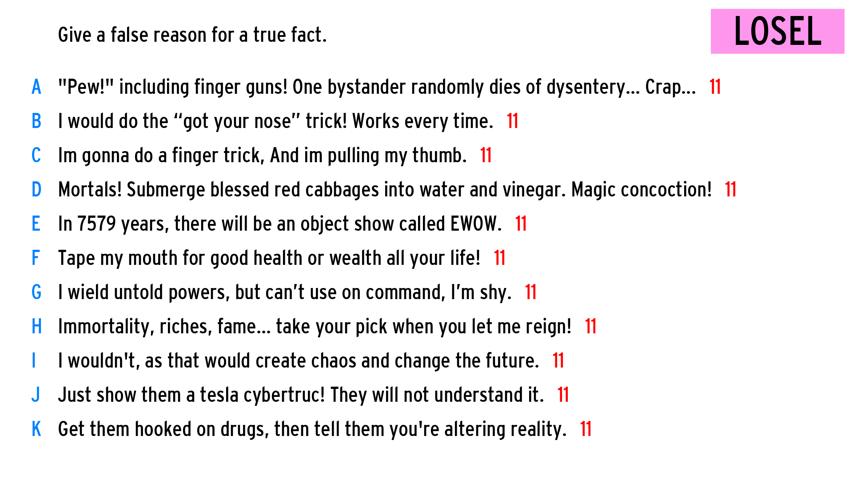 Give a false reason for a true fact.
LOSEL
A "Pew!" including finger guns! One bystander randomly dies of dysentery... Crap... 11
B I would do the “got your nose” trick! Works every time. 11
C Im gonna do a finger trick, And im pulling my thumb. 11
D Mortals! Submerge blessed red cabbages into water and vinegar. Magic concoction! 11
E In 7579 years, there will be an object show called EWOW. 11
F Tape my mouth for good health or wealth all your life! 11
G I wield untold powers, but can’t use on command, I’m shy. 11
H Immortality, riches, fame... take your pick when you let me reign! 11
I I wouldn't, as that would create chaos and change the future. 11
J Just show them a tesla cybertruc! They will not understand it. 11
K Get them hooked on drugs, then tell them you're altering reality. 11